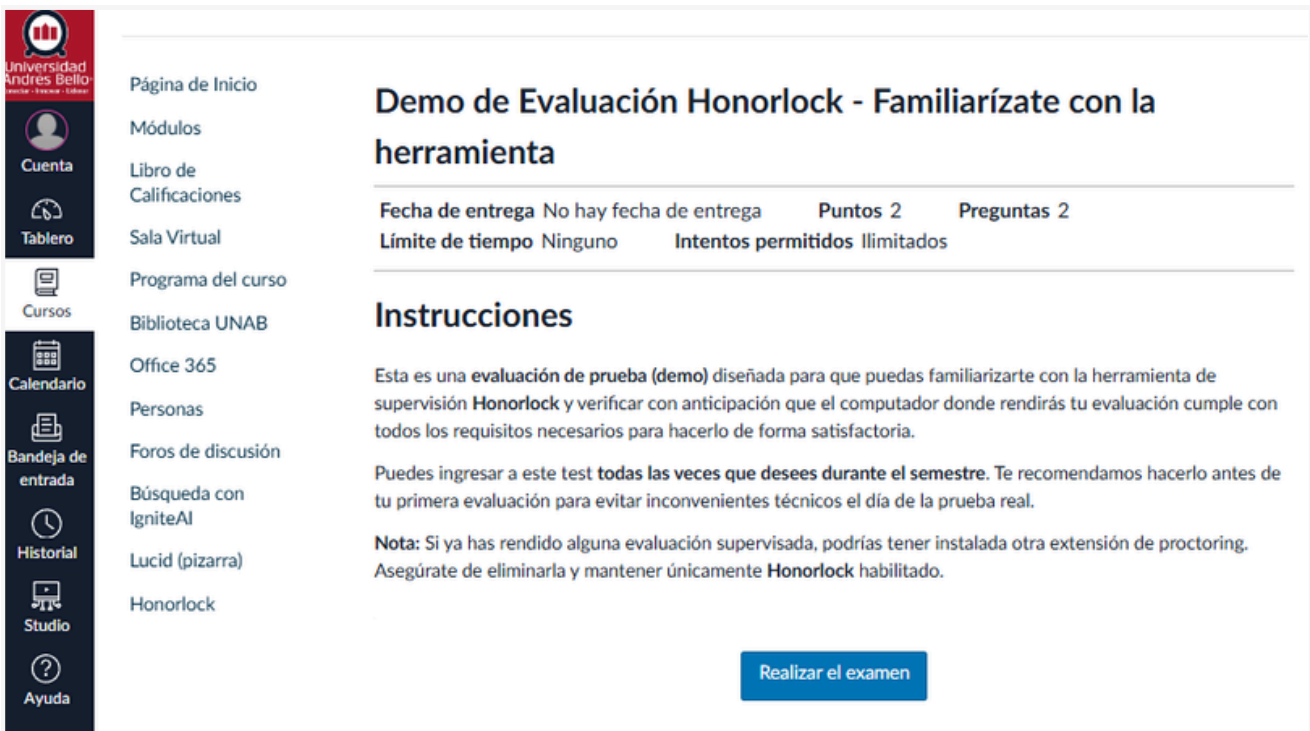 Universidad
Andrés Bello
Conectar - Innovar - Liderar
Cuenta
Tablero
Cursos
Calendario
Bandeja de
entrada
Historial
Studio
Ayuda
Página de Inicio
Módulos
Libro de
Calificaciones
Sala Virtual
Programa del curso
Biblioteca UNAB
Office 365
Personas
Foros de discusión
Búsqueda con
IgniteAI
Lucid (pizarra)
Honorlock
Demo de Evaluación Honorlock - Familiarízate con la
herramienta
Fecha de entrega No hay fecha de entrega Puntos 2 Preguntas 2
Límite de tiempo Ninguno Intentos permitidos Ilimitados
Instrucciones
Esta es una evaluación de prueba (demo) diseñada para que puedas familiarizarte con la herramienta de
supervisión Honorlock y verificar con anticipación que el computador donde rendirás tu evaluación cumple con
todos los requisitos necesarios para hacerlo de forma satisfactoria.
Puedes ingresar a este test todas las veces que desees durante el semestre. Te recomendamos hacerlo antes de
tu primera evaluación para evitar inconvenientes técnicos el día de la prueba real.
Nota: Si ya has rendido alguna evaluación supervisada, podrías tener instalada otra extensión de proctoring.
Asegúrate de eliminarla y mantener únicamente Honorlock habilitado.
Realizar el examen